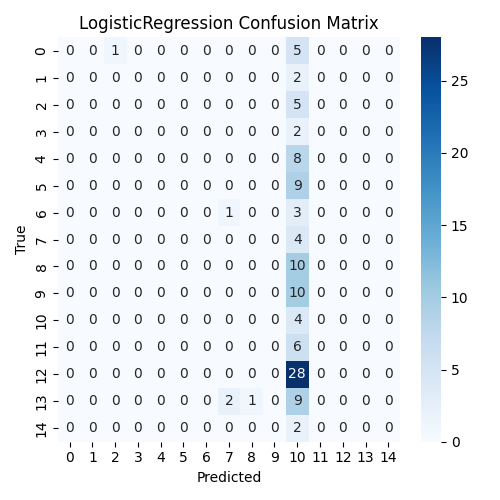 LogisticRegression Confusion Matrix
0 0 0 1 0 0 0 0 0 0 0 5 0 0 0 0
1 0 0 0 0 0 0 0 0 0 0 2 0 0 0 0
2 0 0 0 0 0 0 0 0 0 0 5 0 0 0 0
3 0 0 0 0 0 0 0 0 0 0 2 0 0 0 0
4 0 0 0 0 0 0 0 0 0 0 8 0 0 0 0
5 0 0 0 0 0 0 0 0 0 0 9 0 0 0 0
6 0 0 0 0 0 0 0 1 0 0 3 0 0 0 0
7 0 0 0 0 0 0 0 0 0 0 4 0 0 0 0
8 0 0 0 0 0 0 0 0 0 0 10 0 0 0 0
9 0 0 0 0 0 0 0 0 0 0 10 0 0 0 0
10 0 0 0 0 0 0 0 0 0 0 4 0 0 0 0
11 0 0 0 0 0 0 0 0 0 0 6 0 0 0 0
12 0 0 0 0 0 0 0 0 0 0 28 0 0 0 0
13 0 0 0 0 0 0 0 2 1 0 9 0 0 0 0
14 0 0 0 0 0 0 0 0 0 0 2 0 0 0 0
0 1 2 3 4 5 6 7 8 9 10 11 12 13 14
Predicted
True
25
20
15
10
5
0